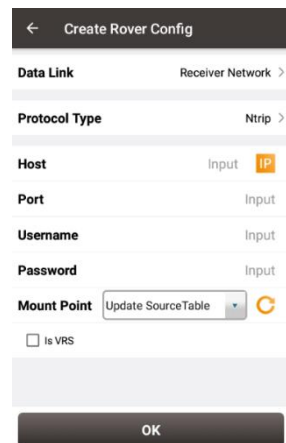 ← Create Rover Config
Data Link Receiver Network >
Protocol Type Ntrip >
Host Input IP
Port Input
Username Input
Password Input
Mount Point Update SourceTable
Is VRS
OK